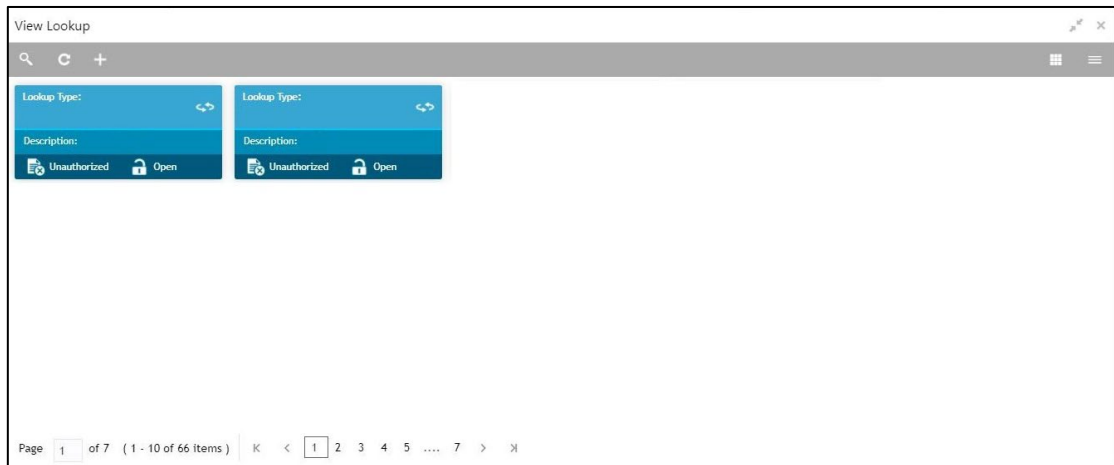 View Lookup
Lookup Type:
Description:
Unauthorized Open
Lookup Type:
Description:
Unauthorized Open
Page 1 of 7 ( 1 - 10 of 66 items ) K < 1 2 3 4 5 .... 7 > >|